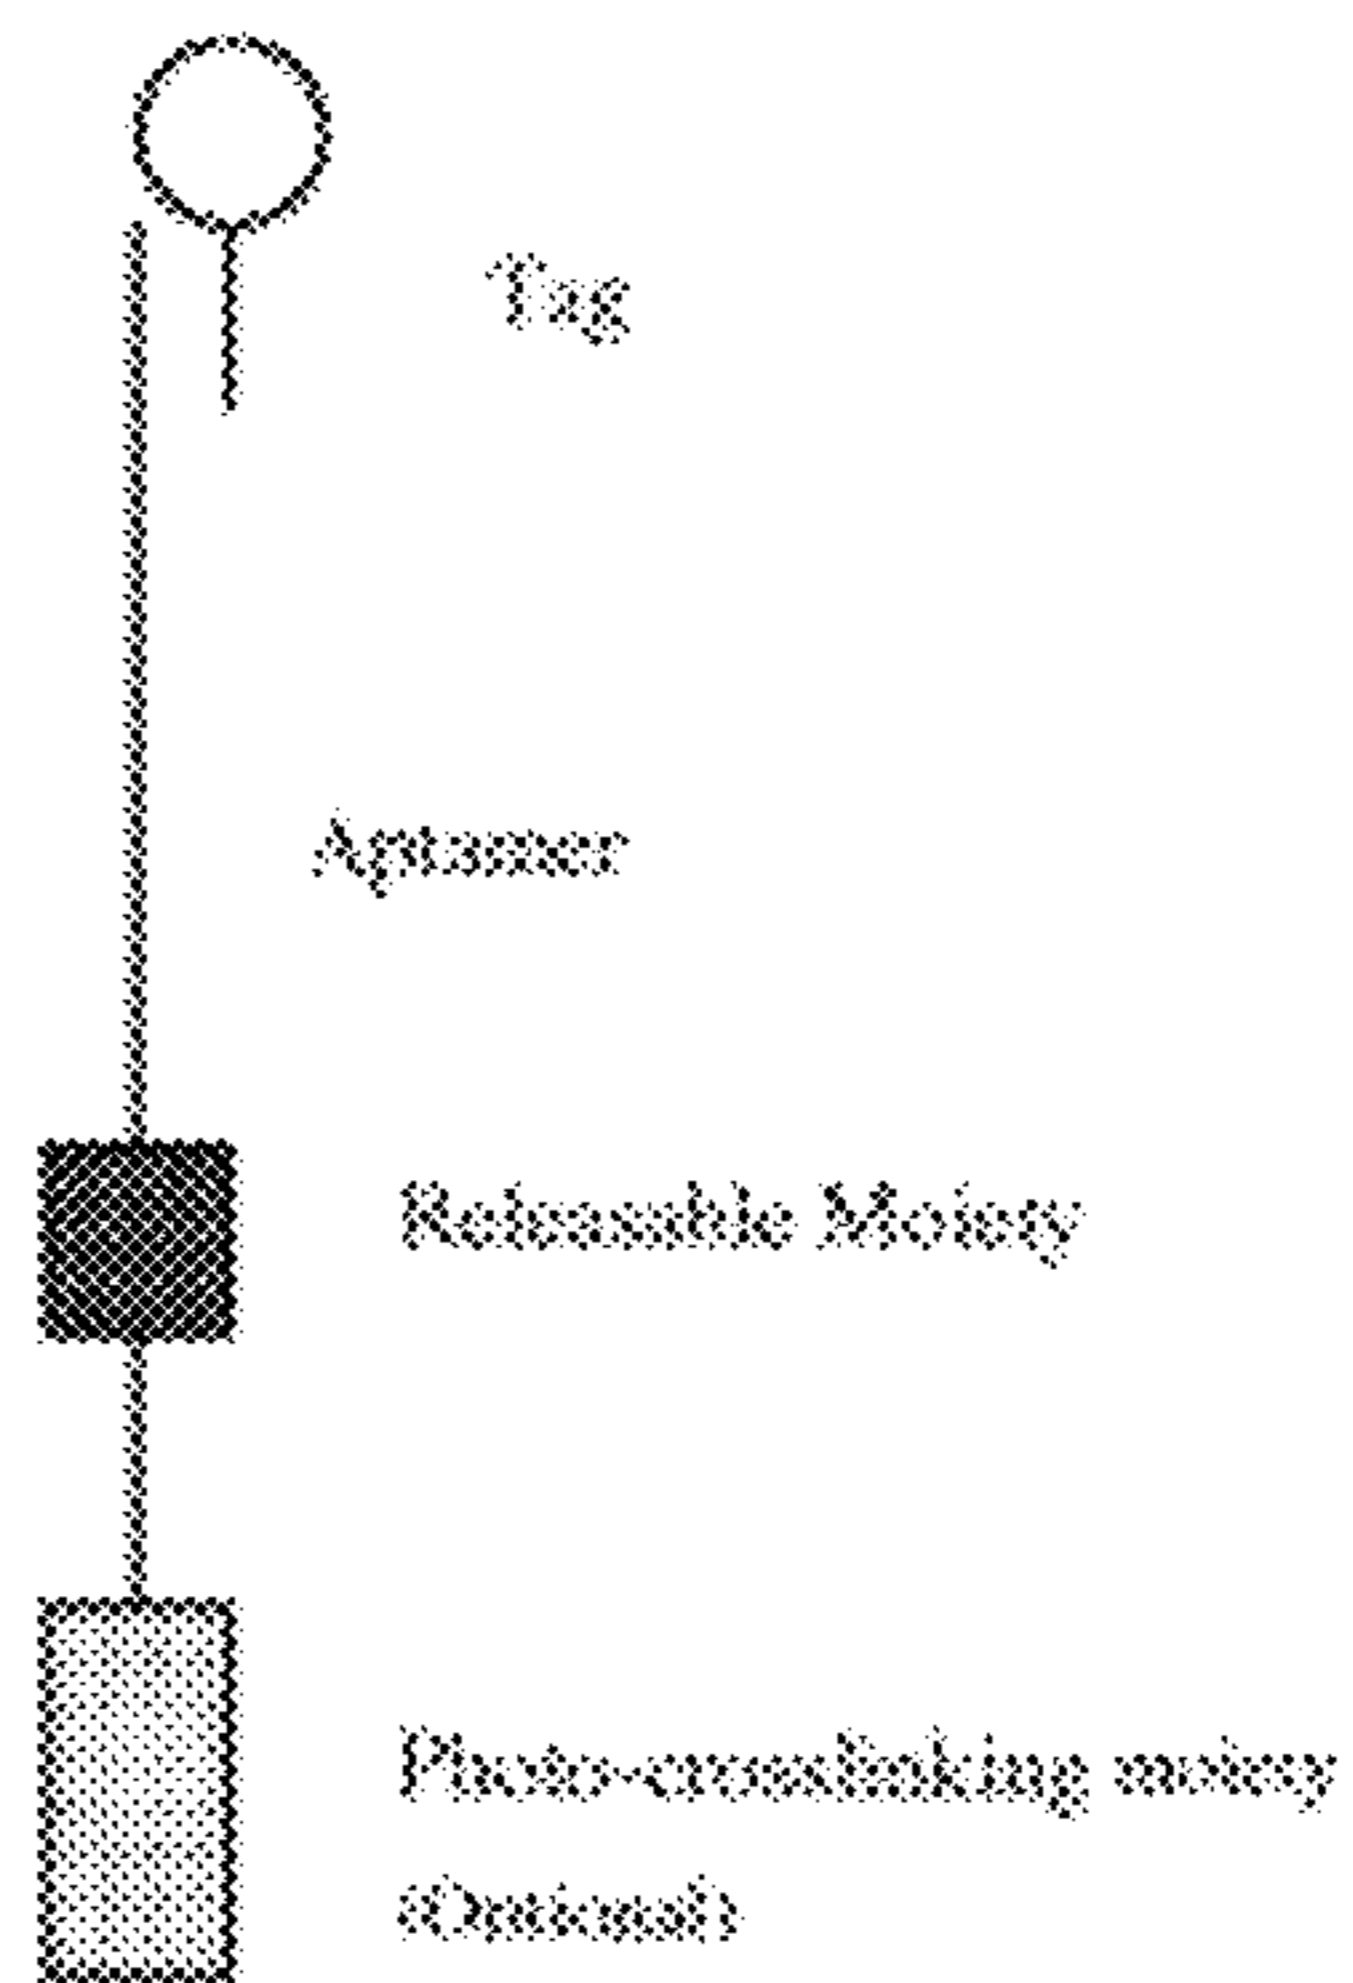 Tag
Aptamer
Releasable Moiety
Photo-crosslinking moiety
(Optional)